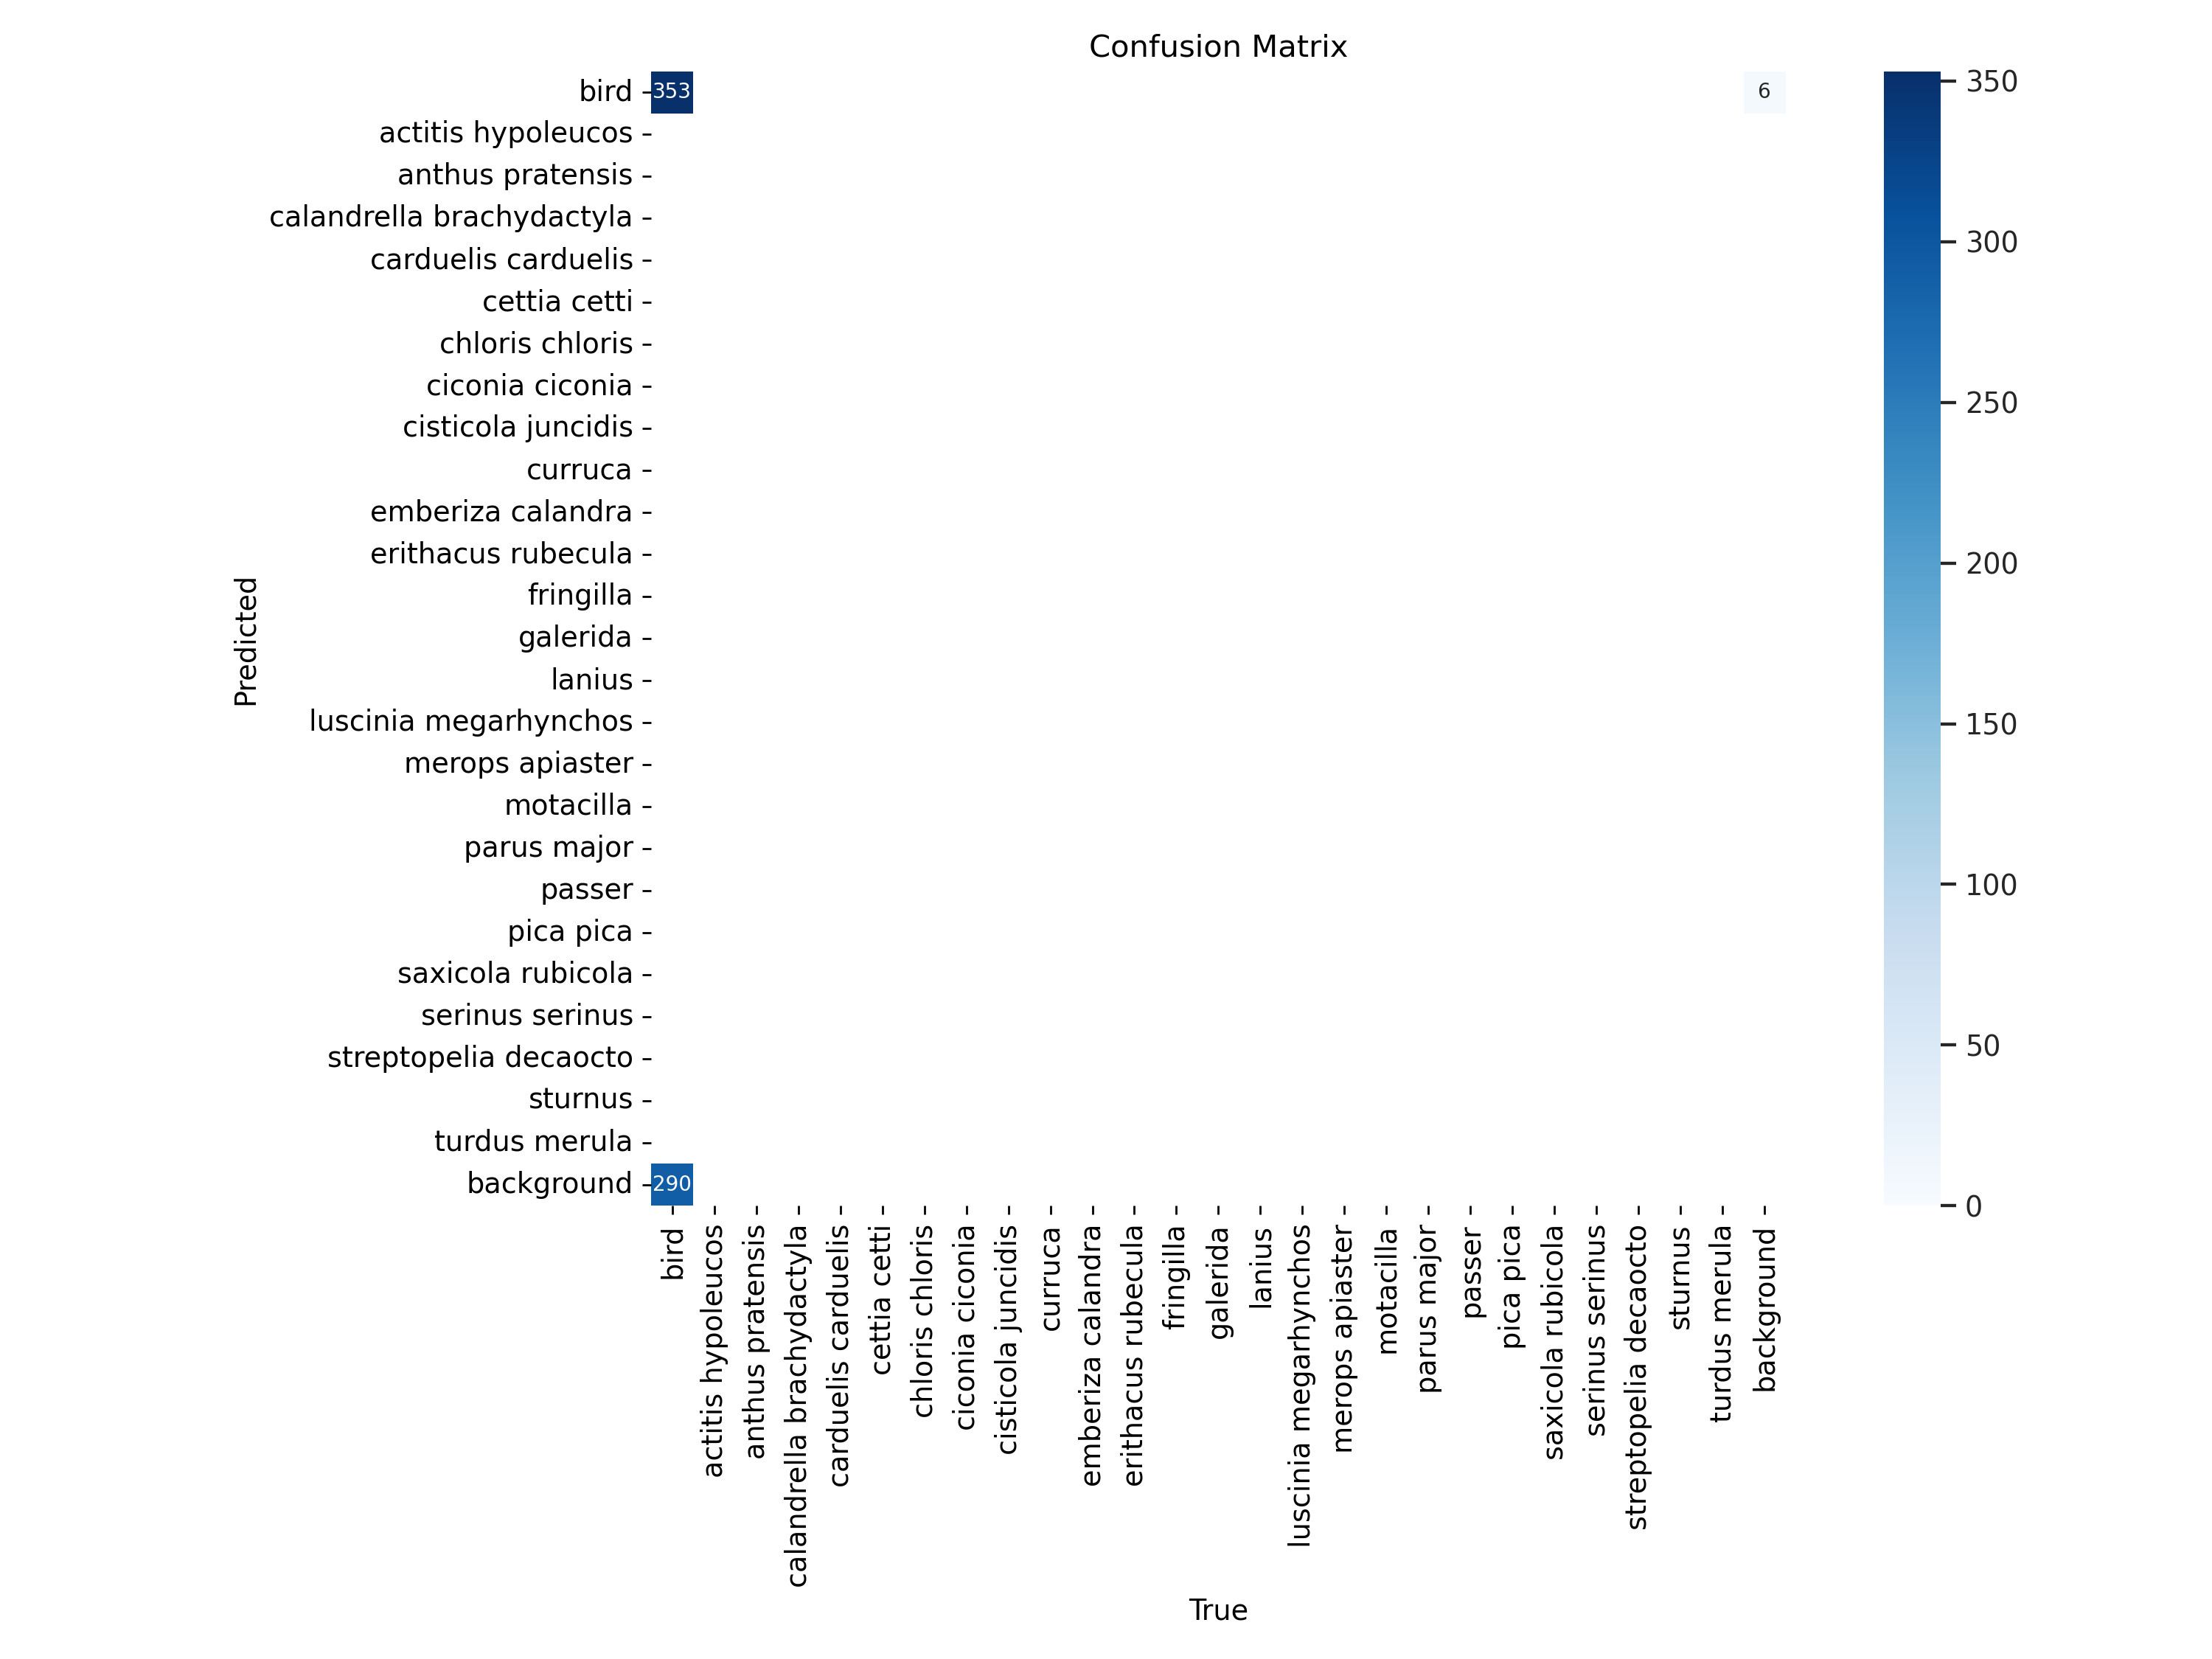 Confusion Matrix
bird
353
6
actitis hypoleucos
anthus pratensis
calandrella brachydactyla
carduelis carduelis
cettia cetti
chloris chloris
ciconia ciconia
cisticola juncidis
curruca
emberiza calandra
erithacus rubecula
fringilla
galerida
lanius
luscinia megarhynchos
merops apiaster
motacilla
parus major
passer
pica pica
saxicola rubicola
serinus serinus
streptopelia decaocto
sturnus
turdus merula
background
290
Predicted
bird
actitis hypoleucos
anthus pratensis
calandrella brachydactyla
carduelis carduelis
cettia cetti
chloris chloris
ciconia ciconia
cisticola juncidis
curruca
emberiza calandra
erithacus rubecula
fringilla
galerida
lanius
luscinia megarhynchos
merops apiaster
motacilla
parus major
passer
pica pica
saxicola rubicola
serinus serinus
streptopelia decaocto
sturnus
turdus merula
background
True
350
300
250
200
150
100
50
0